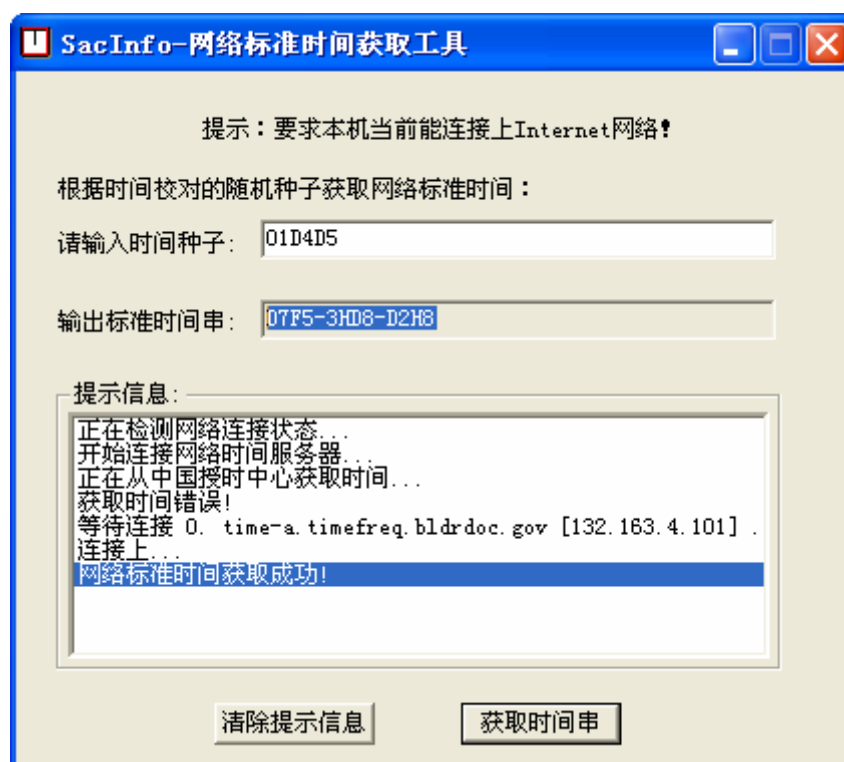 SacInfo-网络标准时间获取工具
提示：要求本机当前能连接上Internet网络！
根据时间校对的随机种子获取网络标准时间：
请输入时间种子: 01D4D5
输出标准时间串: 07F5-3HD8-D2H8
提示信息:
正在检测网络连接状态...
开始连接网络时间服务器...
正在从中国授时中心获取时间...
获取时间错误!
等待连接 0. time-a.timefreq.bldrdoc.gov [132.163.4.101] .
连接上...
网络标准时间获取成功!
清除提示信息 获取时间串